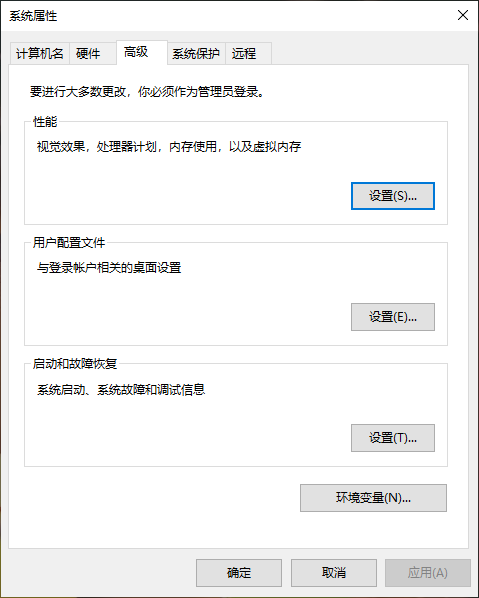 系统属性
计算机名 硬件 高级 系统保护 远程
要进行大多数更改，你必须作为管理员登录。
性能
视觉效果，处理器计划，内存使用，以及虚拟内存
设置(S)...
用户配置文件
与登录帐户相关的桌面设置
设置(E)...
启动和故障恢复
系统启动、系统故障和调试信息
设置(T)...
环境变量(N)...
确定 取消 应用(A)